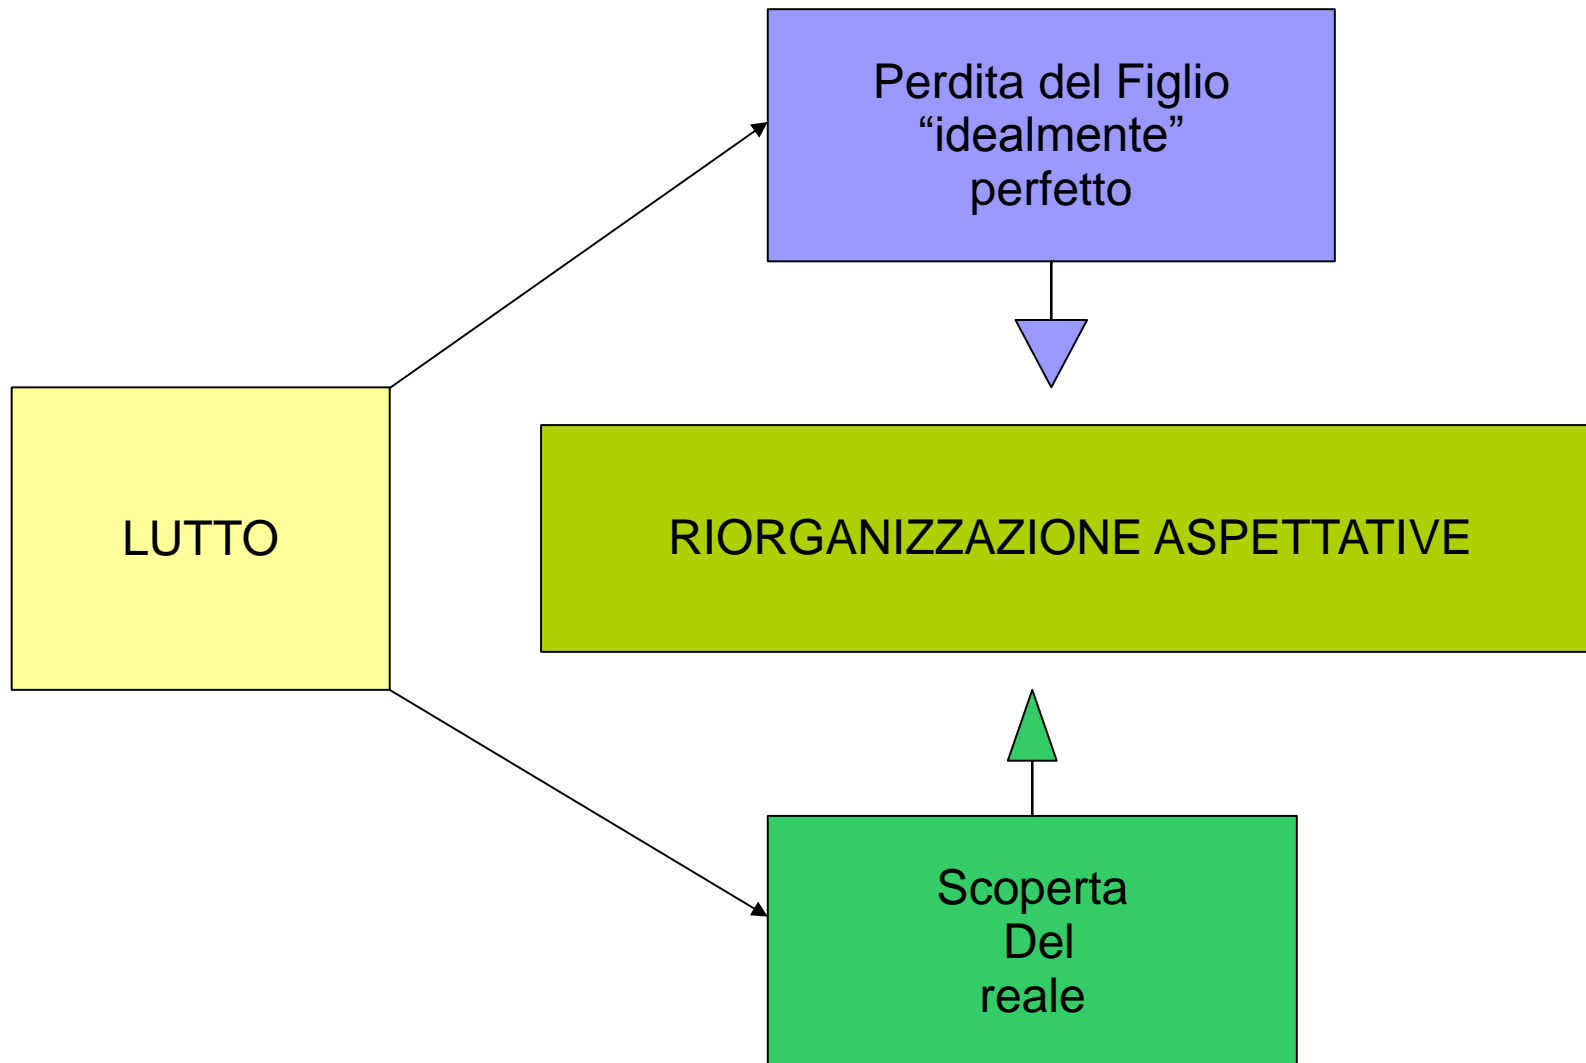 Perdita del Figlio
“idealmente”
perfetto
LUTTO
RIORGANIZZAZIONE ASPETTATIVE
Scoperta
Del
reale